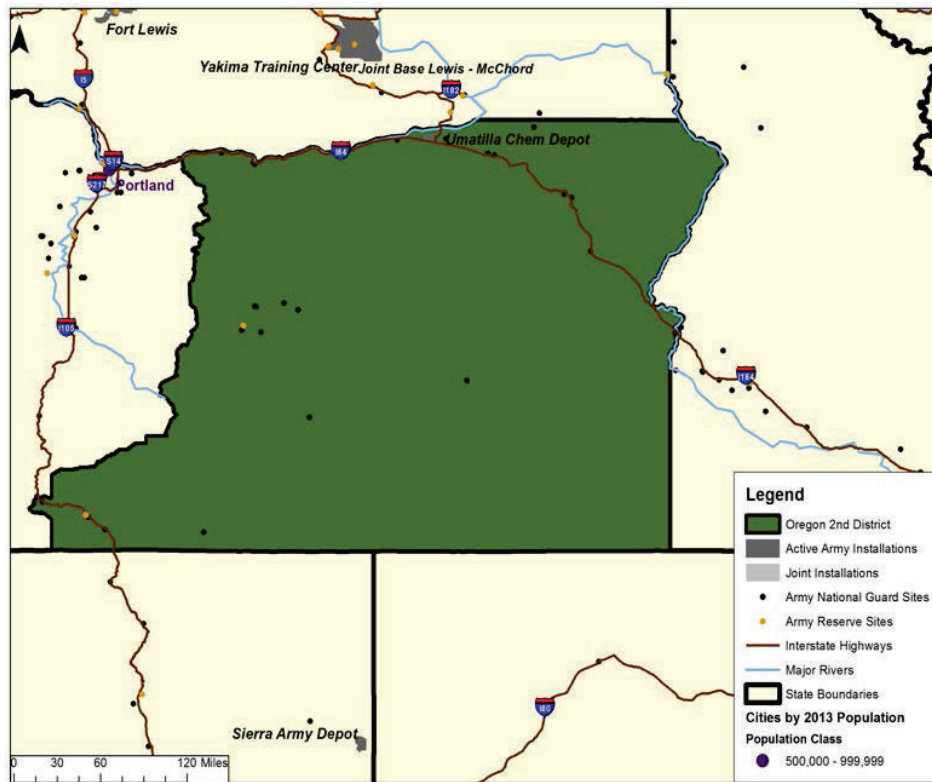 Fort Lewis
Yakima Training Center
Joint Base Lewis - McChord
I5
I182
Umatilla Chem Depot
I84
S14
S217
Portland
I105
I184
Legend
Oregon 2nd District
Active Army Installations
Joint Installations
Army National Guard Sites
Army Reserve Sites
Interstate Highways
Major Rivers
State Boundaries
Cities by 2013 Population
Population Class
500,000 - 999,999
I80
Sierra Army Depot
0 30 60 120 Miles